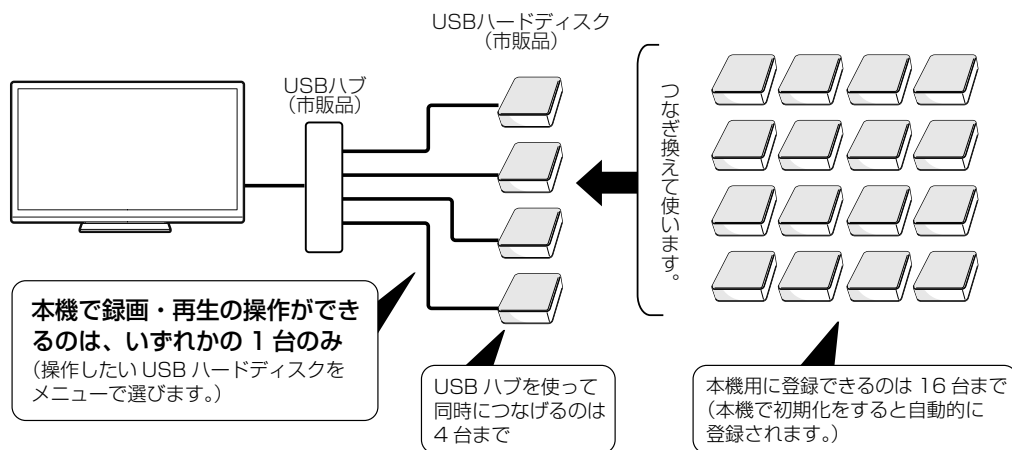 USBハードディスク
（市販品）
USBハブ
（市販品）
つなぎ換えて使います。
本機で録画・再生の操作ができ
るのは、いずれかの 1 台のみ
（操作したい USB ハードディスクを
メニューで選びます。）
USB ハブを使って
同時につなげるのは
4 台まで
本機用に登録できるのは 16 台まで
（本機で初期化をすると自動的に
登録されます。）